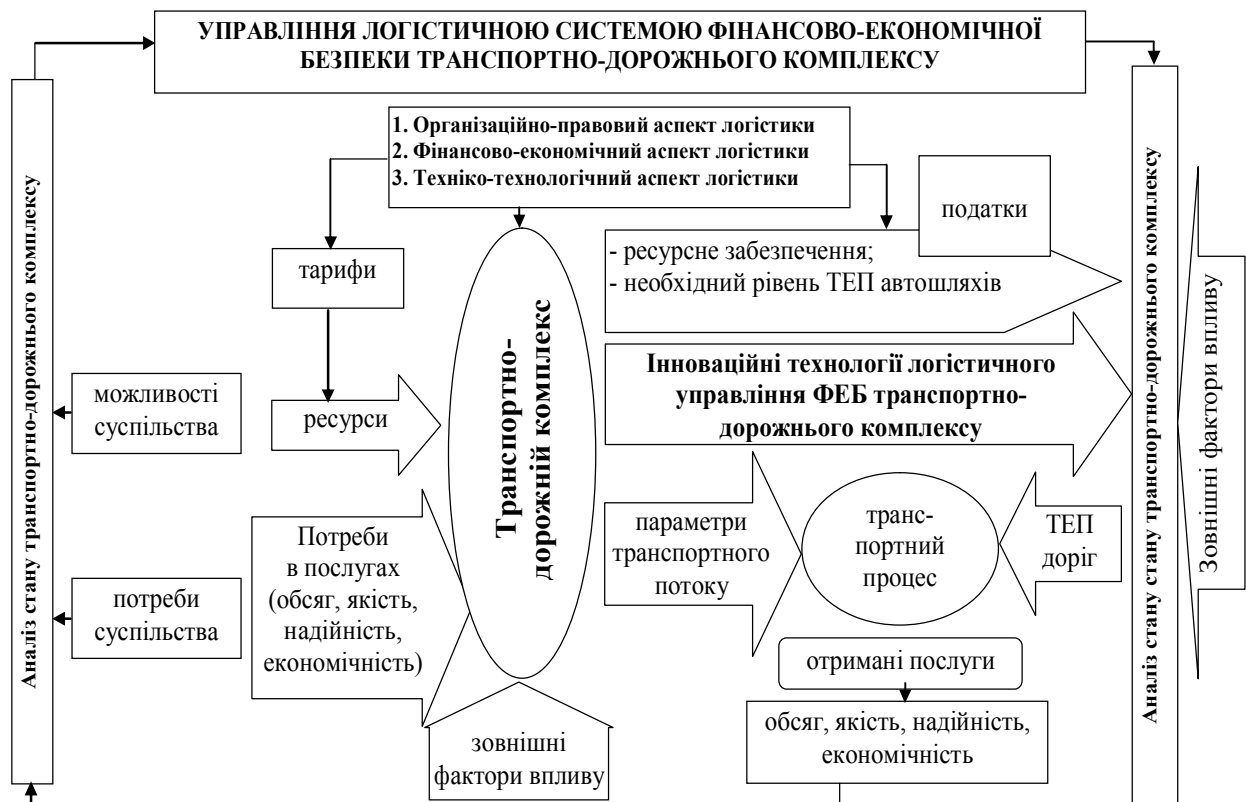 УПРАВЛІННЯ ЛОГІСТИЧНОЮ СИСТЕМОЮ ФІНАНСОВО-ЕКОНОМІЧНОЇ
БЕЗПЕКИ ТРАНСПОРТНО-ДОРОЖНЬОГО КОМПЛЕКСУ
Аналіз стану транспортно-дорожнього комплексу
1. Організаційно-правовий аспект логістики
2. Фінансово-економічний аспект логістики
3. Техніко-технологічний аспект логістики
податки
тарифи
- ресурсне забезпечення;
- необхідний рівень ТЕП автошляхів
Транспортно-
дорожній комплекс
Інноваційні технології логістичного
управління ФЕБ транспортно-
дорожнього комплексу
можливості
суспільства
ресурси
Потреби
в послугах
(обсяг, якість,
надійність,
економічність)
потреби
суспільства
параметри
транспортного
потоку
транс-
портний
процес
ТЕП
доріг
отримані послуги
обсяг, якість, надійність,
економічність
зовнішні
фактори впливу
Аналіз стану стану транспортно-дорожнього комплексу
Зовнішні фактори впливу